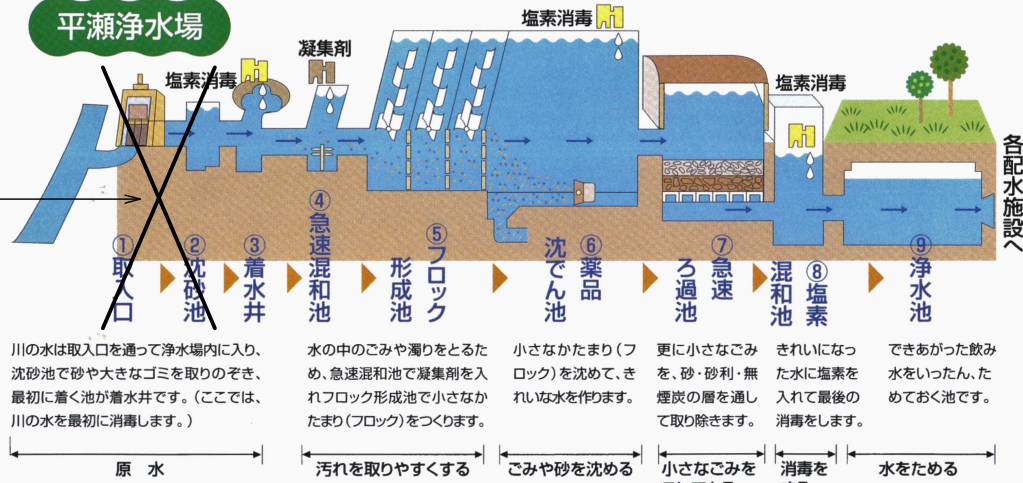 平瀬浄水場
塩素消毒
凝集剤
塩素消毒
塩素消毒
各配水施設へ
①取入口
②沈砂池
③着水井
④急速混和池
⑤フロック
形成池
⑥薬品
沈でん池
⑦急速
ろ過池
⑧塩素
混和池
⑨浄水池
川の水は取入口を通って浄水場内に入り、
沈砂池で砂や大きなゴミを取りのぞき、
最初に着く池が着水井です。（ここでは、
川の水を最初に消毒します。）
水の中のごみや濁りをとるた
め、急速混和池で凝集剤を入
れフロック形成池で小さなか
たまり（フロック）をつくります。
小さなかたまり（フ
ロック）を沈めて、き
れいな水を作ります。
更に小さなごみ
を、砂・砂利・無
煙炭の層を通し
て取り除きます。
きれいになっ
た水に塩素を
入れて最後の
消毒をします。
できあがった飲み
水をいったん、た
めておく池です。
原水
汚れを取りやすくする
ごみや砂を沈める
小さなごみを
消毒を
水をためる